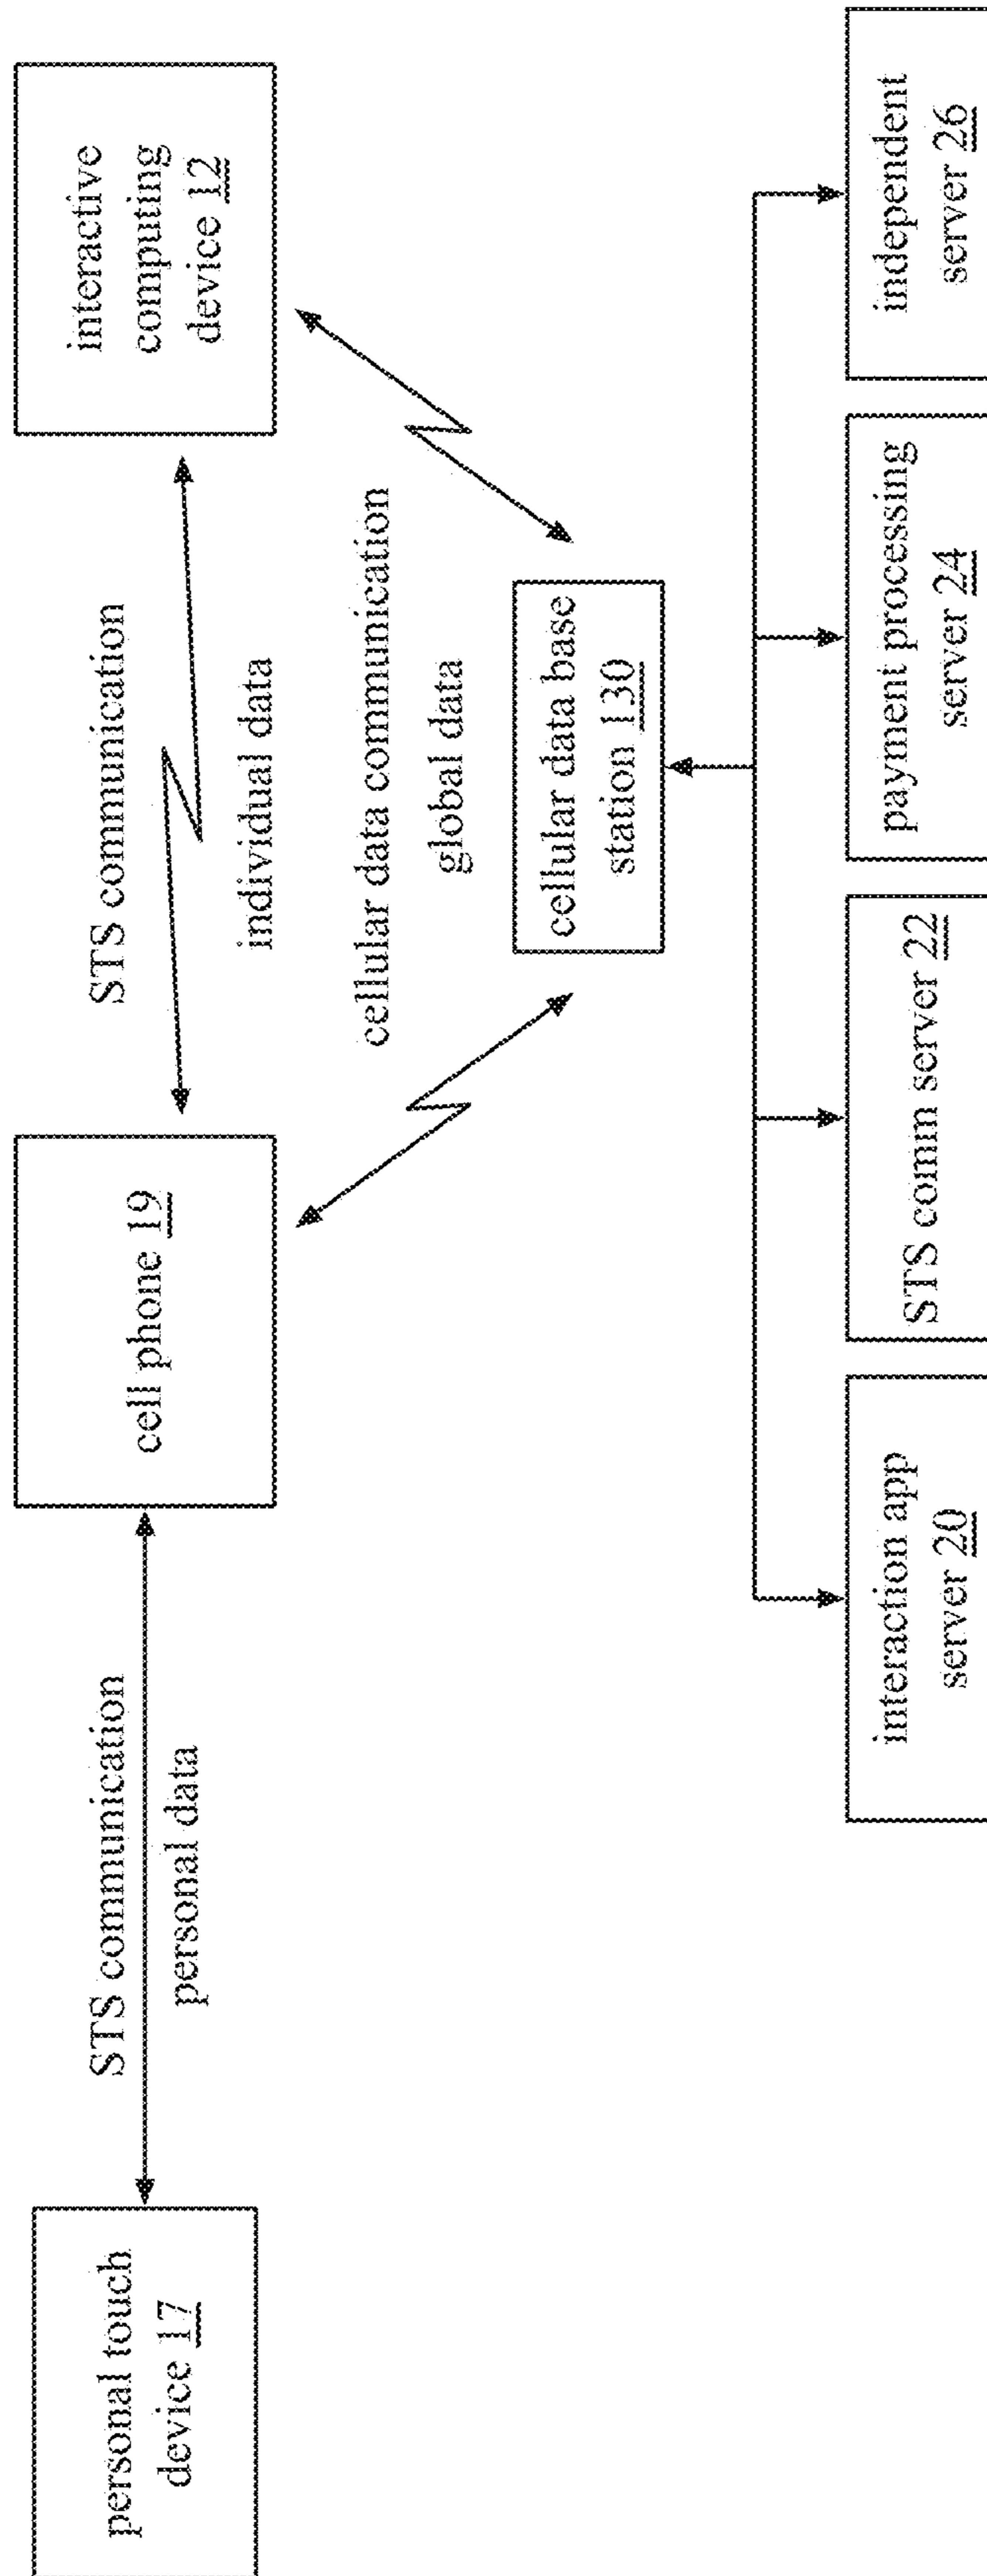 personal touch
device 17
STS communication
personal data
cell phone 19
STS communication
individual data
interactive
computing
device 12
cellular data communication
global data
cellular data base
station 130
interaction app
server 20
STS comm server 22
payment processing
server 24
independent
server 26